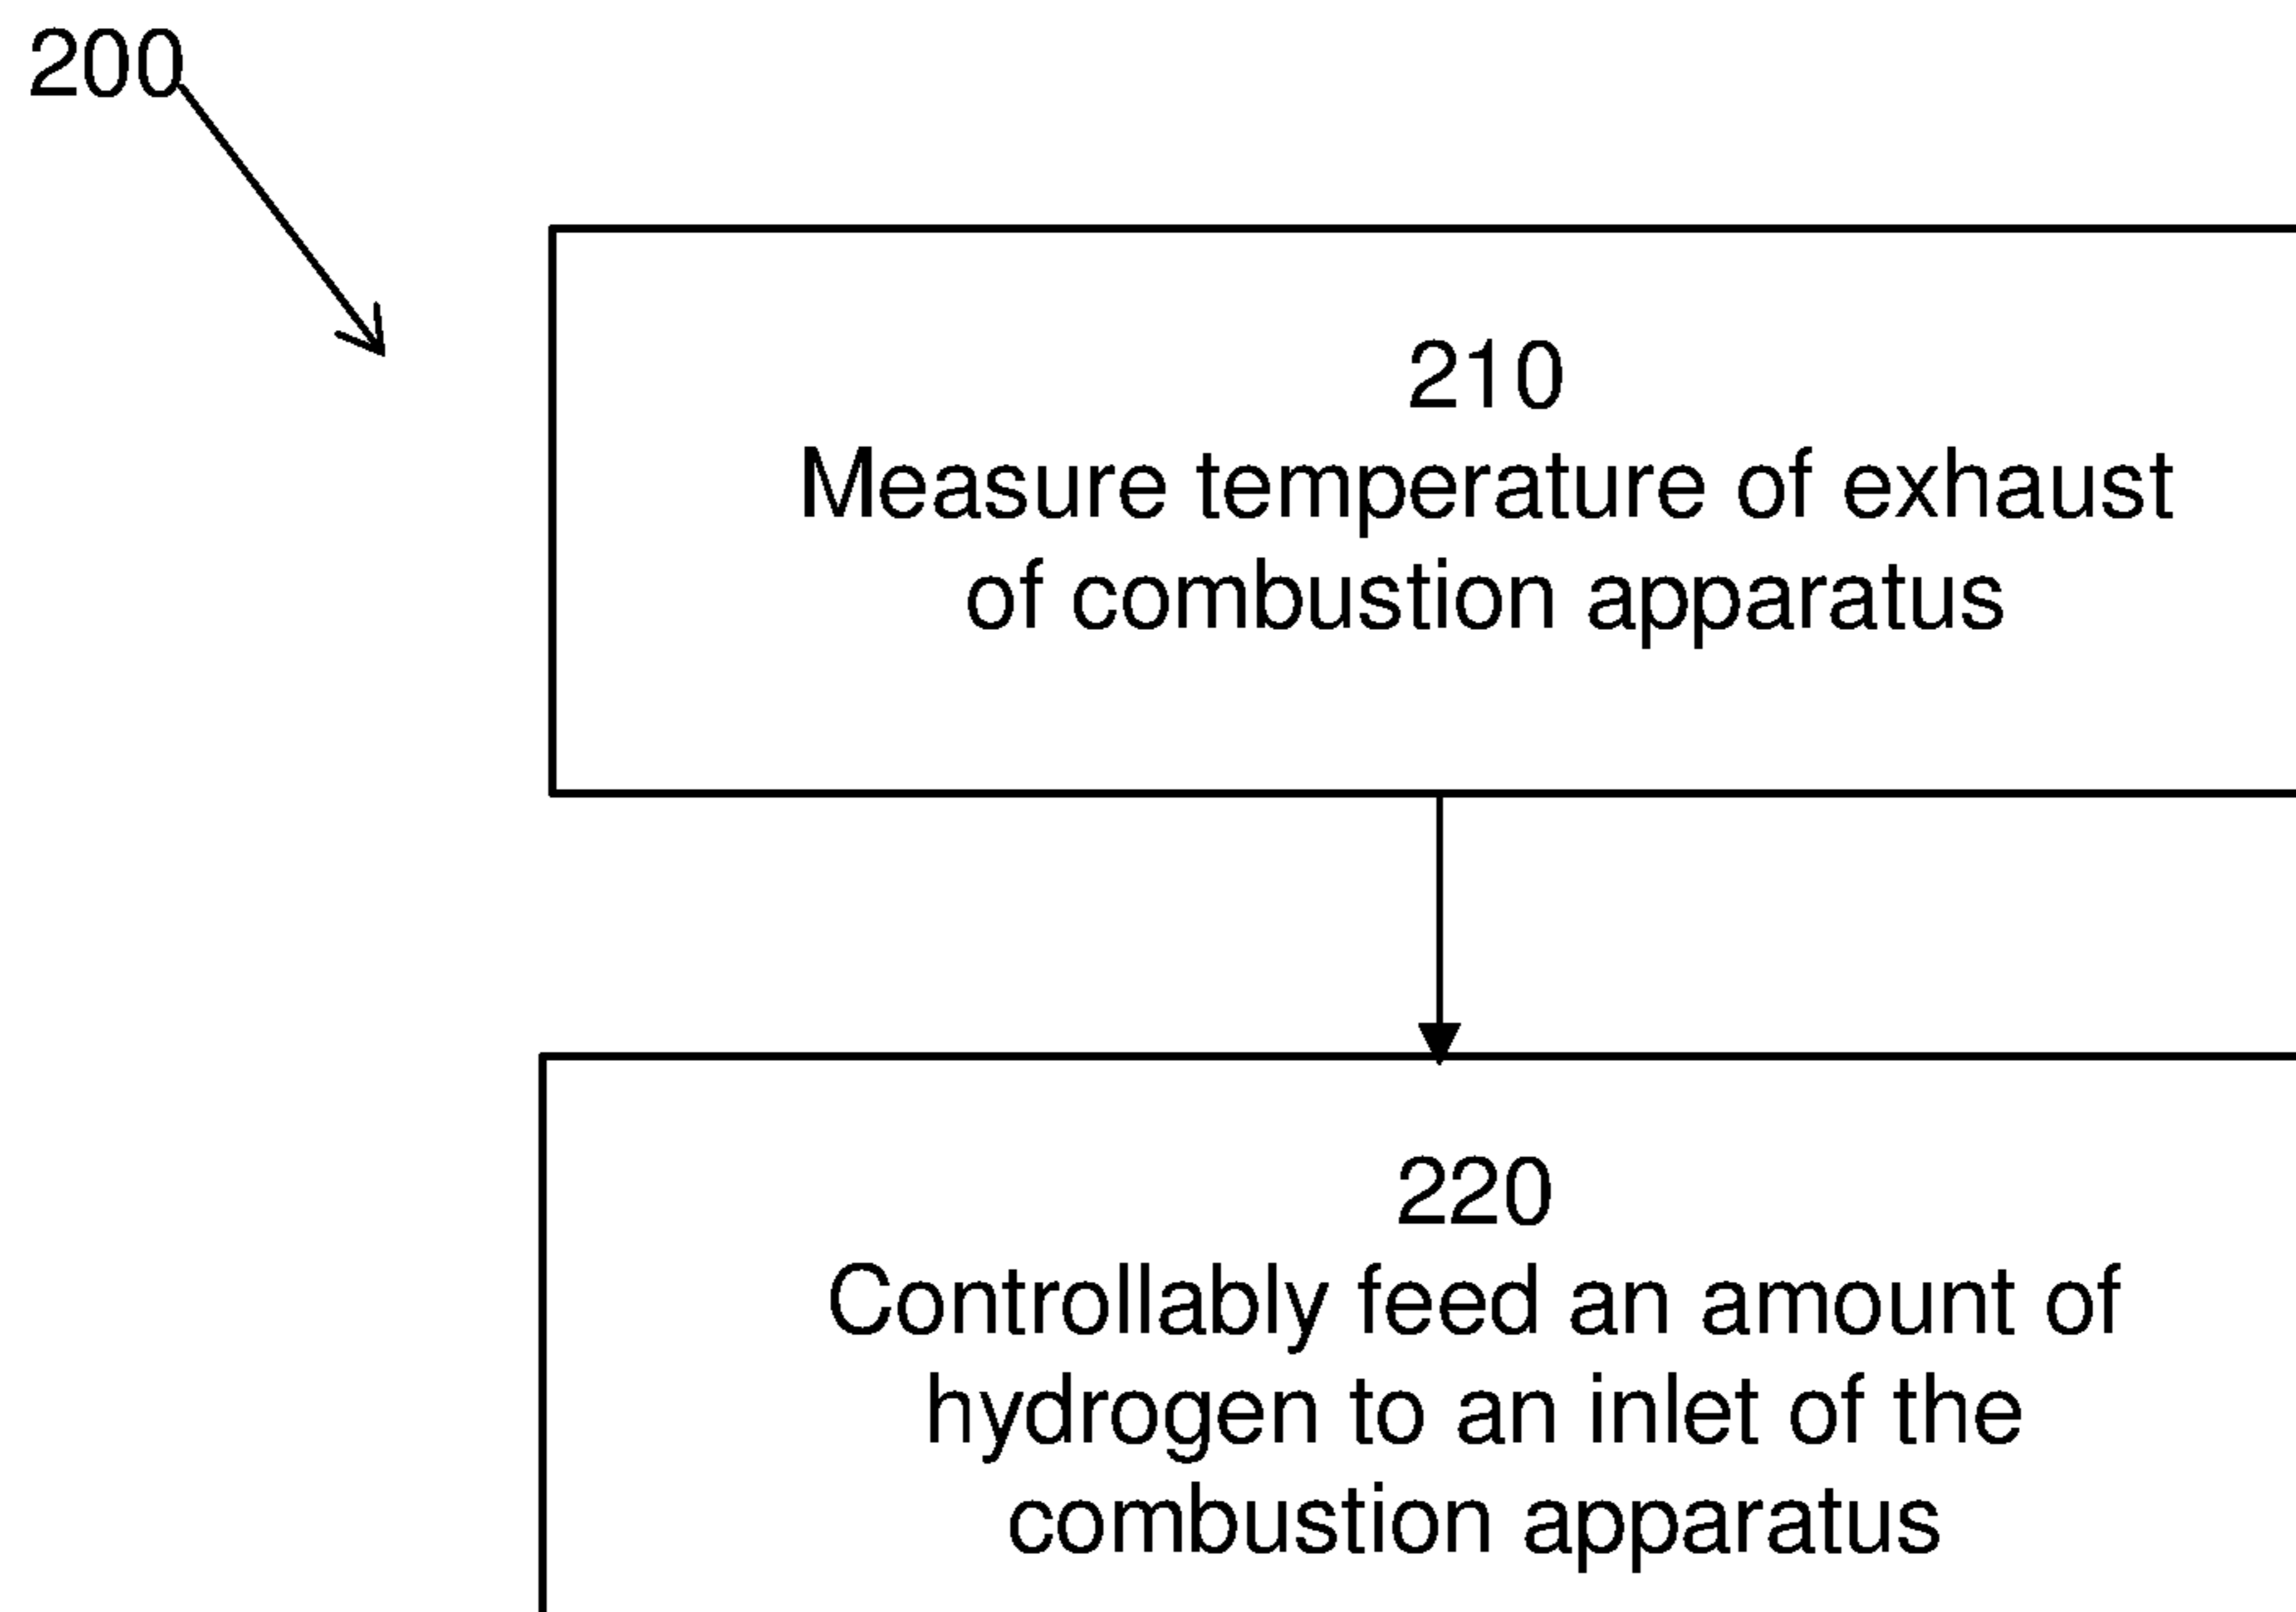 200
210
Measure temperature of exhaust
of combustion apparatus
220
Controllably feed an amount of
hydrogen to an inlet of the
combustion apparatus